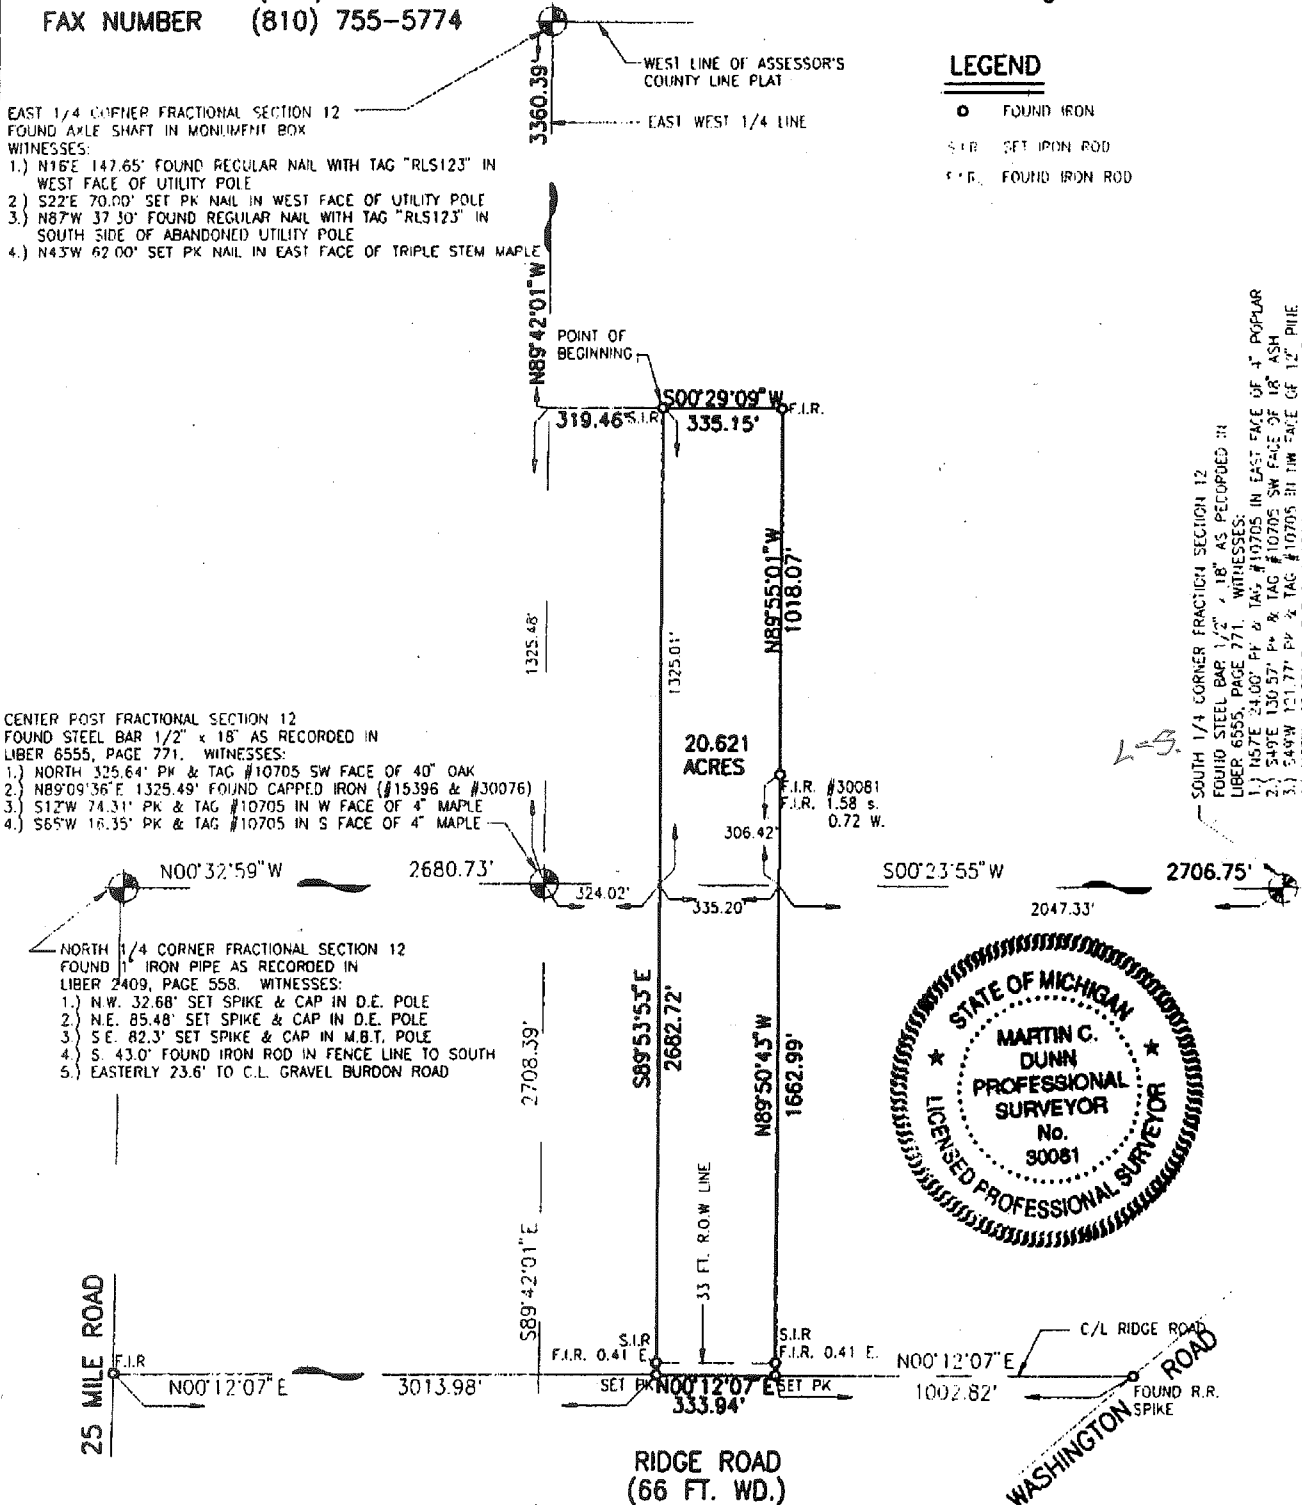 FAX NUMBER (810) 755-5774
WEST LINE OF ASSESSOR'S
COUNTY LINE PLAT
3360.39'
EAST WEST 1/4 LINE
LEGEND
FOUND IRON
S.I.R. SET IRON ROD
F.I.R. FOUND IRON ROD
EAST 1/4 CORNER FRACTIONAL SECTION 12
FOUND AXLE SHAFT IN MONUMENT BOX
WITNESSES:
1.) N16°E 147.65' FOUND REGULAR NAIL WITH TAG "RLS123" IN
WEST FACE OF UTILITY POLE
2.) S22°E 70.00' SET PK NAIL IN WEST FACE OF UTILITY POLE
3.) N87°W 37.30' FOUND REGULAR NAIL WITH TAG "RLS123" IN
SOUTH SIDE OF ABANDONED UTILITY POLE
4.) N43°W 62.00' SET PK NAIL IN EAST FACE OF TRIPLE STEM MAPLE
N89°42'01"W
POINT OF
BEGINNING
S00°29'09"W
319.46'
S.I.R.
335.15'
F.I.R.
N89°55'01"W
1018.07'
1325.48'
1325.01'
20.621
ACRES
F.I.R. #30081
F.I.R. 1.58 s.
0.72 W.
306.42'
L=S.
SOUTH 1/4 CORNER FRACTION SECTION 12
FOUND STEEL BAR 1/2" x 18" AS RECORDED IN
LIBER 6555, PAGE 771. WITNESSES:
1.) N57°E 24.00' PK & TAG #10705 IN EAST FACE OF 4" POPLAR
2.) S49°E 130.57' PK & TAG #10705 SW FACE OF 18" ASH
3.) S49°W 121.77' PK & TAG #10705 IN NW FACE OF 12" PINE
CENTER POST FRACTIONAL SECTION 12
FOUND STEEL BAR 1/2" x 18" AS RECORDED IN
LIBER 6555, PAGE 771. WITNESSES:
1.) NORTH 325.64' PK & TAG #10705 SW FACE OF 40" OAK
2.) N89°09'36"E 1325.49' FOUND CAPPED IRON (#15396 & #30076)
3.) S12°W 74.31' PK & TAG #10705 IN W FACE OF 4" MAPLE
4.) S65°W 16.35' PK & TAG #10705 IN S FACE OF 4" MAPLE
N00°32'59"W 2680.73'
324.02'
335.20'
S00°23'55"W
2706.75'
2047.33'
NORTH 1/4 CORNER FRACTIONAL SECTION 12
FOUND 1" IRON PIPE AS RECORDED IN
LIBER 2409, PAGE 558. WITNESSES:
1.) N.W. 32.68' SET SPIKE & CAP IN D.E. POLE
2.) N.E. 85.48' SET SPIKE & CAP IN D.E. POLE
3.) S.E. 82.3' SET SPIKE & CAP IN M.B.T. POLE
4.) S. 43.0' FOUND IRON ROD IN FENCE LINE TO SOUTH
5.) EASTERLY 23.6' TO C.L. GRAVEL BURDON ROAD
S89°53'53"E
2682.72'
N89°50'43"W
1662.99'
2708.39'
S89°42'01"E
STATE OF MICHIGAN
MARTIN C.
DUNN
PROFESSIONAL
SURVEYOR
No.
30081
LICENSED PROFESSIONAL SURVEYOR
33 FT. R.O.W LINE
25 MILE ROAD
F.I.R
N00°12'07"E
3013.98'
S.I.R
F.I.R. 0.41 E.
SET PK
N00°12'07"E
333.94'
S.I.R
F.I.R. 0.41 E.
SET PK
N00°12'07"E
1002.82'
C/L RIDGE ROAD
FOUND R.R.
SPIKE
WASHINGTON ROAD
RIDGE ROAD
(66 FT. WD.)